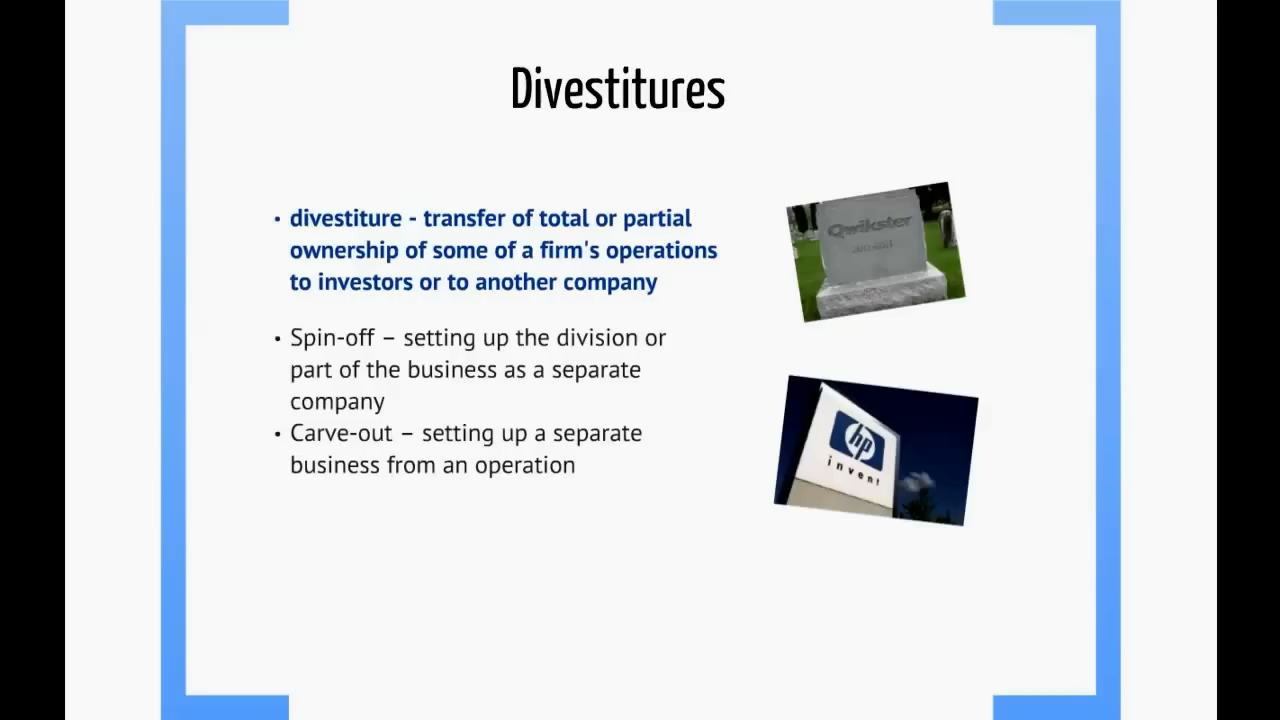 Divestitures
• divestiture - transfer of total or partial
ownership of some of a firm's operations
to investors or to another company
• Spin-off – setting up the division or
part of the business as a separate
company
• Carve-out – setting up a separate
business from an operation
Qwikster
hp
invent